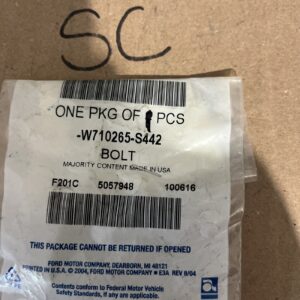 SC
ONE PKG OF 1 PCS
-W710265-S442
BOLT
MAJORITY CONTENT MADE IN USA
F201C 5057948 100616
THIS PACKAGE CANNOT BE RETURNED IF OPENED
FORD MOTOR COMPANY, DEARBORN, MI 48121
PRINTED IN U.S.A. © 2004, FORD MOTOR COMPANY E3A REV 9/04
Contents conform to Federal Motor Vehicle
Safety Standards, if any are applicable.